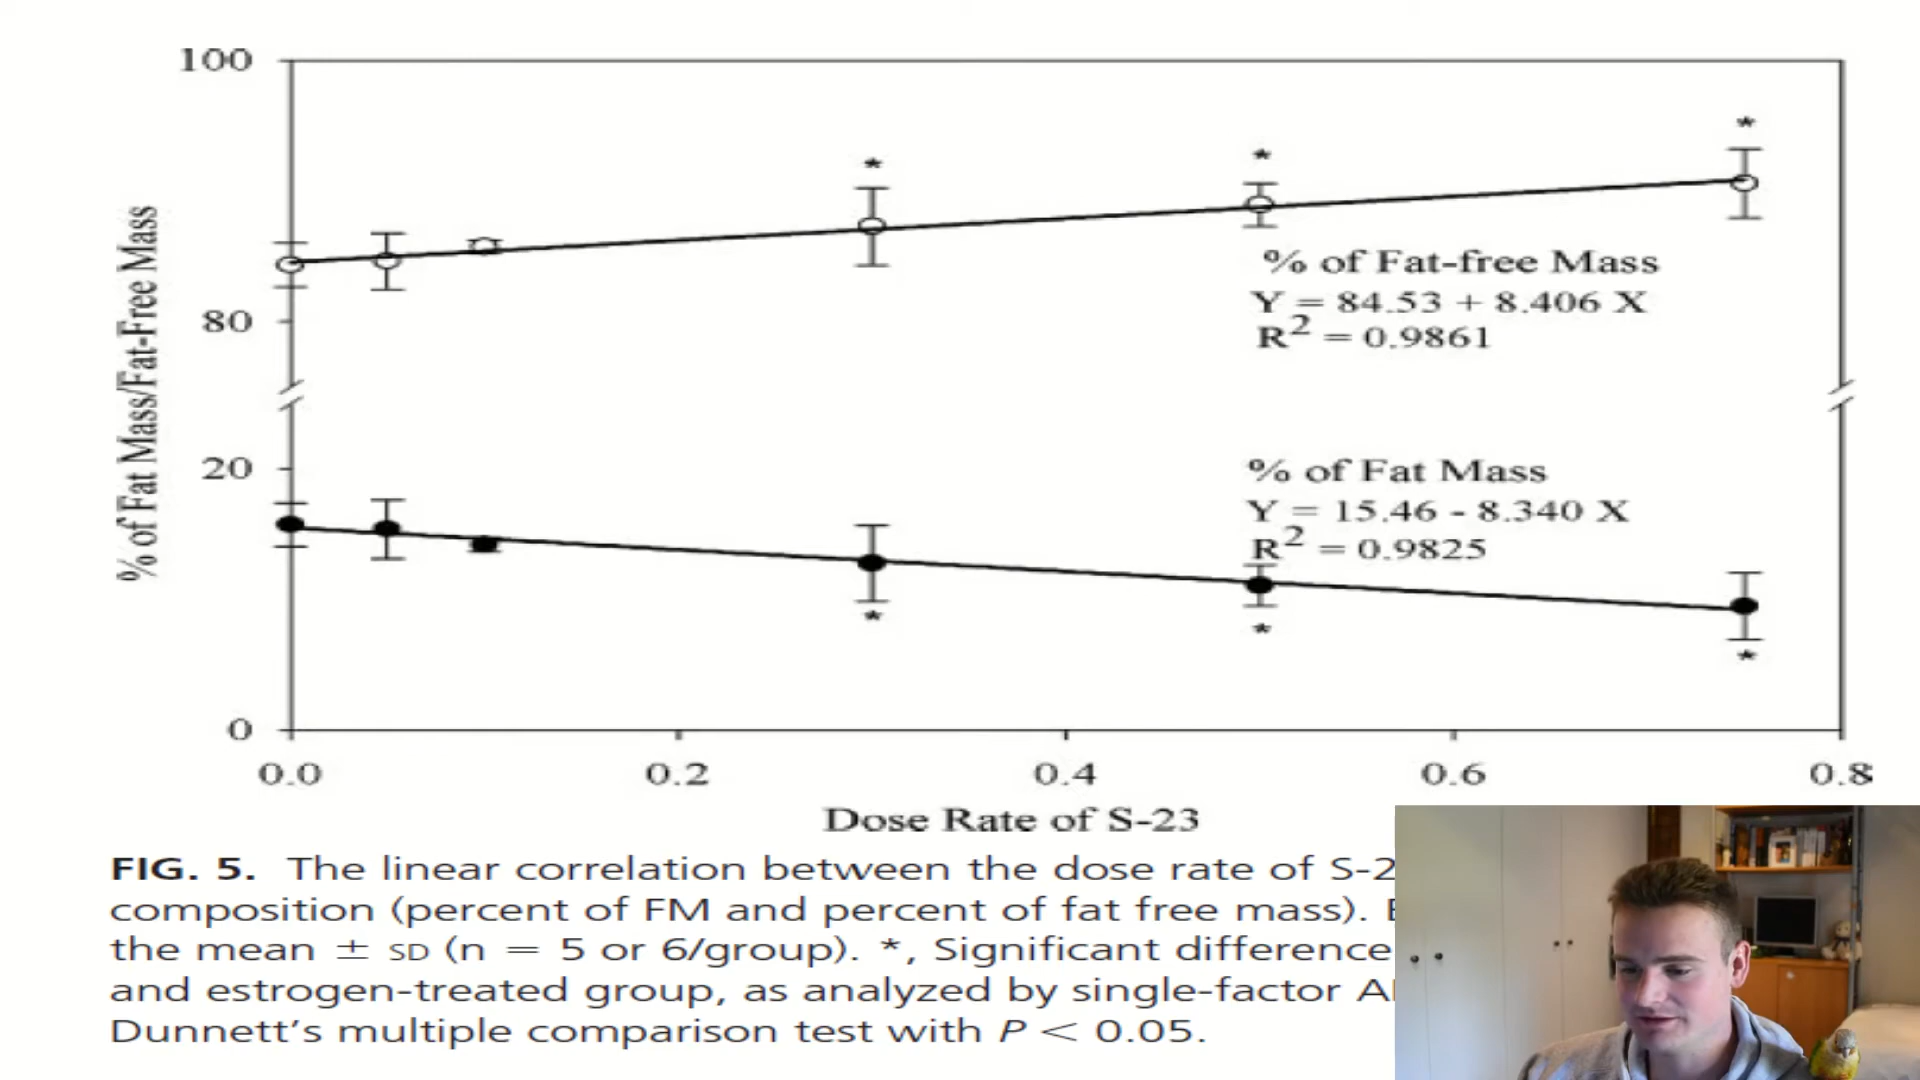 100
80
20
0
% of Fat Mass/Fat-Free Mass
*
*
*
% of Fat-free Mass
Y = 84.53 + 8.406 X
R² = 0.9861
% of Fat Mass
Y = 15.46 - 8.340 X
R² = 0.9825
*
*
*
0.0 0.2 0.4 0.6 0.8
Dose Rate of S-23
FIG. 5. The linear correlation between the dose rate of S-2
composition (percent of FM and percent of fat free mass).
the mean ± SD (n = 5 or 6/group). *, Significant difference
and estrogen-treated group, as analyzed by single-factor
Dunnett's multiple comparison test with P < 0.05.